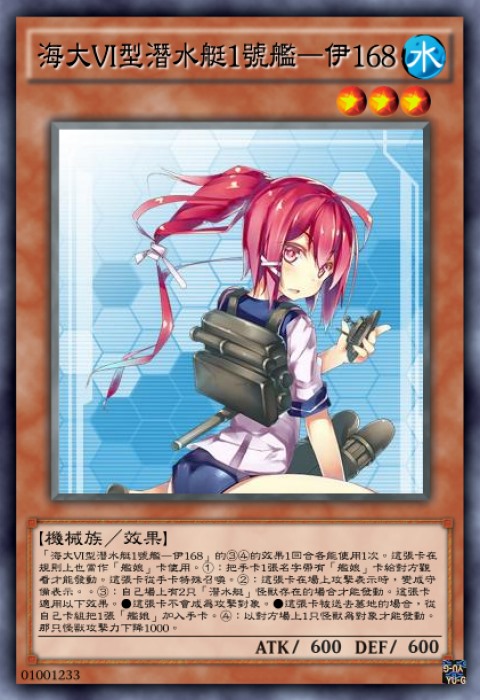 海大VI型潛水艇1號艦—伊168
水
[機械族／效果]
「海大VI型潛水艇1號艦—伊168」的③④的效果1回合各能使用1次。這張卡在
規則上也當作「艦娘」卡使用。①：把手卡1張名字帶有「艦娘」卡給對方觀
看才能發動。這張卡從手卡特殊召喚。②：這張卡在場上攻擊表示時，變成守
備表示。。③：自己場上有2只「潛水艇」怪獸存在的場合才能發動。這張卡
適用以下效果。●這張卡不會成為攻擊對象。●這張卡被送去墓地的場合，從
自己卡組把1張「艦娘」加入手卡。④：以對方場上1只怪獸為對象才能發動。
那只怪獸攻擊力下降1000。
ATK/ 600 DEF/ 600
01001233
YU-G